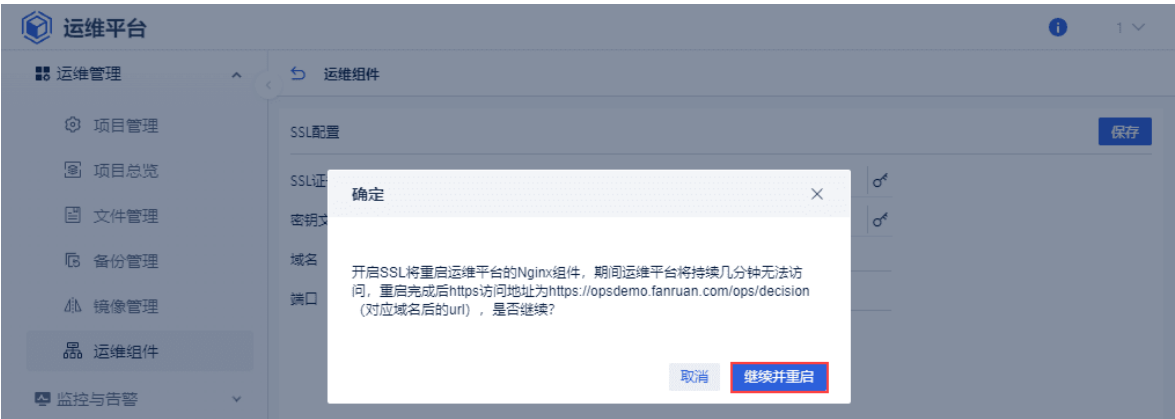 运维平台
1
运维管理
运维组件
项目管理
SSL配置
保存
项目总览
SSL证
确定
文件管理
密钥文
备份管理
域名
开启SSL将重启运维平台的Nginx组件，期间运维平台将持续几分钟无法访
问，重启完成后https访问地址为https://opsdemo.fanruan.com/ops/decision
（对应域名后的url），是否继续？
镜像管理
端口
运维组件
取消
继续并重启
监控与告警